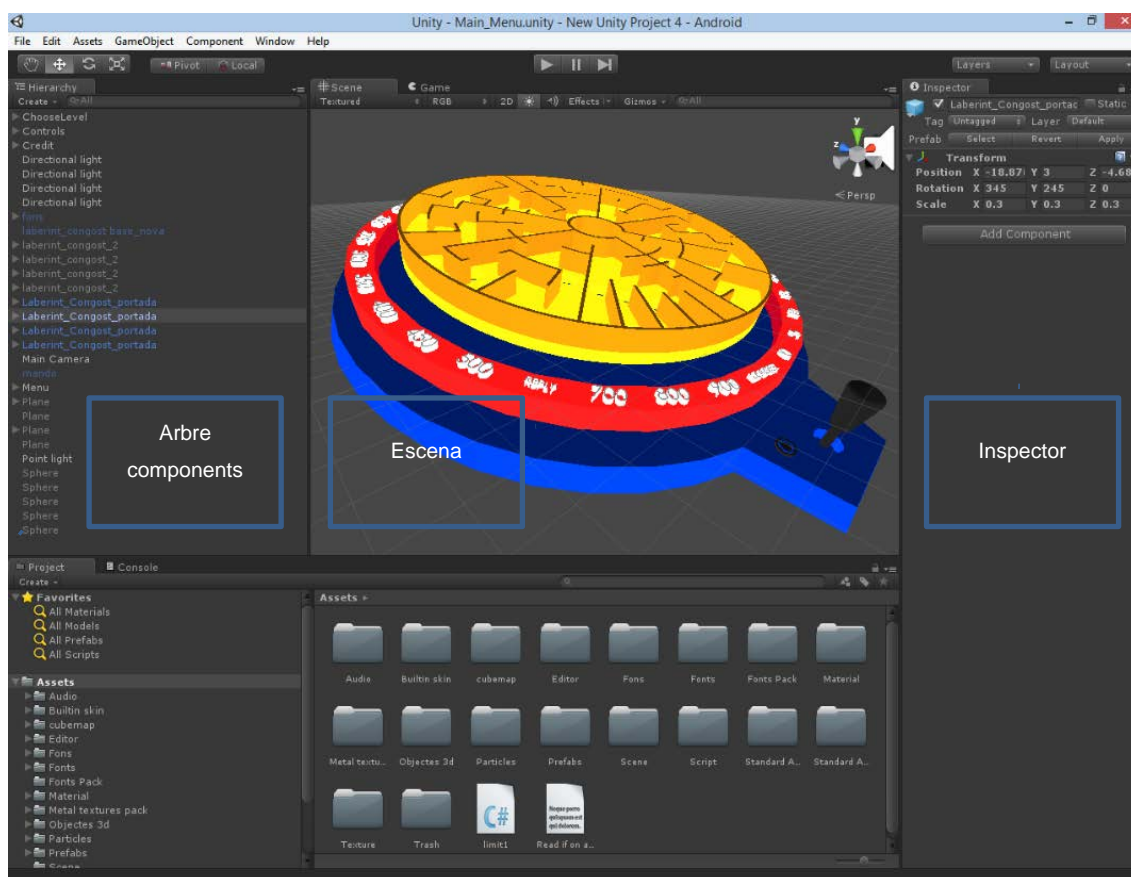 Unity - Main_Menu.unity - New Unity Project 4 - Android
File Edit Assets GameObject Component Window Help
Pivot Local
Layers Layout
Hierarchy
Create All
ChooseLevel
Controls
Credit
Directional light
Directional light
Directional light
Directional light
forn
laberint_congost base_nova
laberint_congost_2
laberint_congost_2
laberint_congost_2
laberint_congost_2
Laberint_Congost_portada
Laberint_Congost_portada
Laberint_Congost_portada
Laberint_Congost_portada
Main Camera
mando
Menu
Plane
Plane
Plane
Plane
Point light
Sphere
Sphere
Sphere
Sphere
Sphere
Arbre
components
Scene Game
Textured RGB 2D Effects Gizmos All
y
z
Persp
300
APPLY
700
600
Escena
Inspector
Laberint_Congost_portac Static
Tag Untagged Layer Default
Prefab Select Revert Apply
Transform
Position X -18.87 Y 3 Z -4.68
Rotation X 345 Y 245 Z 0
Scale X 0.3 Y 0.3 Z 0.3
Add Component
Inspector
Project Console
Create
Favorites
All Materials
All Models
All Prefabs
All Scripts
Assets
Audio
Builtin skin
cubemap
Editor
Fons
Fonts
Fonts Pack
Material
Metal textures pack
Objectes 3d
Particles
Prefabs
Scene
Assets
Audio Builtin skin cubemap Editor Fons Fonts Fonts Pack Material
Metal textu... Objectes 3d Particles Prefabs Scene Script Standard A... Standard A...
C#
Texture Trash limit1 Read if on a...